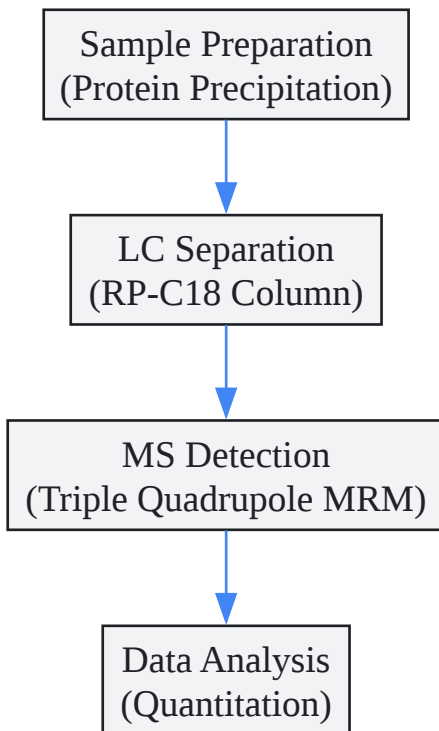 Sample Preparation
(Protein Precipitation)
LC Separation
(RP-C18 Column)
MS Detection
(Triple Quadrupole MRM)
Data Analysis
(Quantitation)